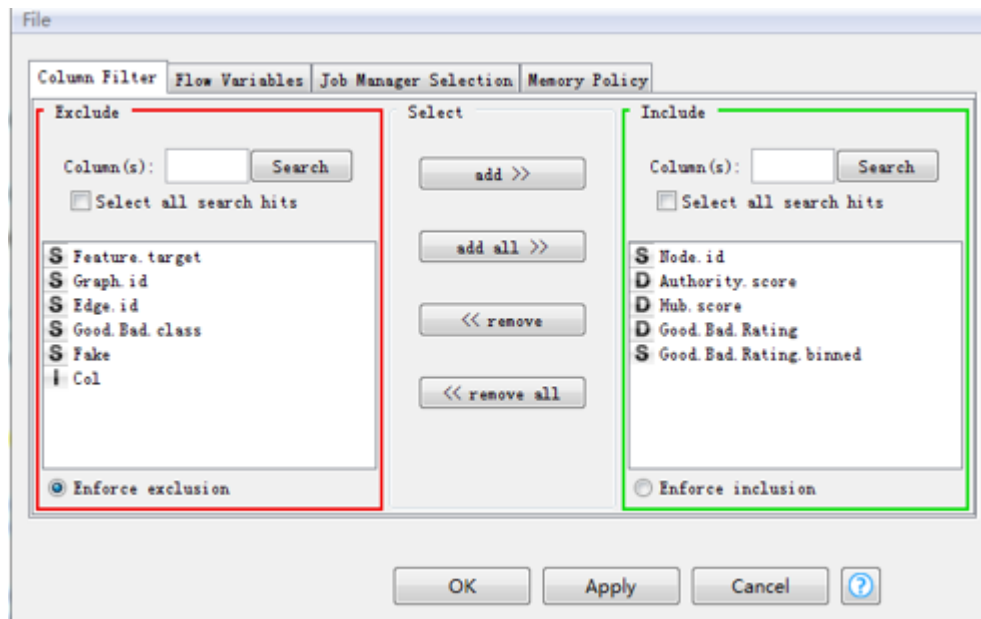 File
Column Filter Flow Variables Job Manager Selection Memory Policy
Exclude
Column(s): Search
Select all search hits
S Feature.target
S Graph.id
S Edge.id
S Good.Bad.class
S Fake
I Col
Enforce exclusion
Select
add >>
add all >>
<< remove
<< remove all
Include
Column(s): Search
Select all search hits
S Node.id
D Authority.score
D Hub.score
D Good.Bad.Rating
S Good.Bad.Rating.binned
Enforce inclusion
OK Apply Cancel ?